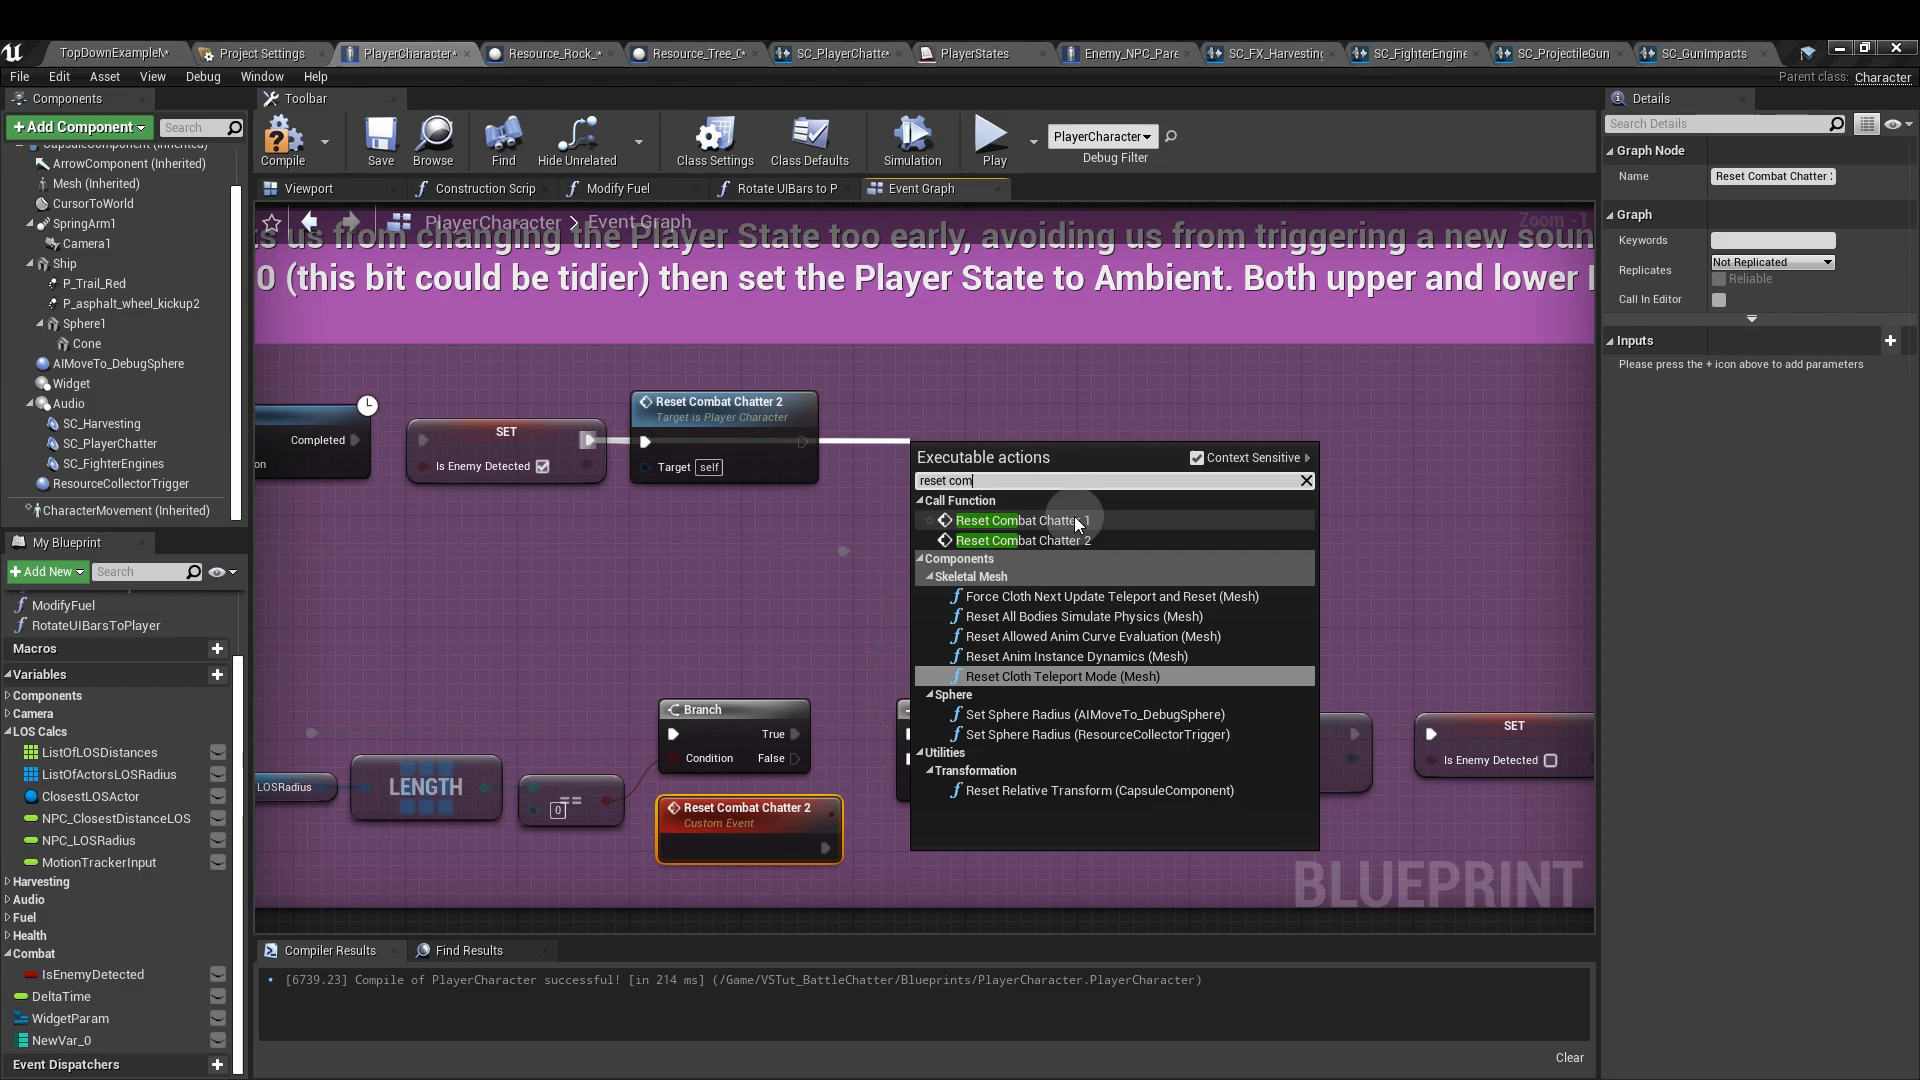 TopDownExampleM*
Project Settings
PlayerCharacter*
Resource_Rock_*
Resource_Tree_0*
SC_PlayerChatte*
PlayerStates
Enemy_NPC_Pare
SC_FX_Harvesting
SC_FighterEngine
SC_ProjectileGun
SC_GunImpacts
File Edit Asset View Debug Window Help
Parent class: Character
Components
Toolbar
Details
+Add Component
Search
Search Details
CapsuleComponent (Inherited)
ArrowComponent (Inherited)
Mesh (Inherited)
CursorToWorld
SpringArm1
Camera1
Ship
P_Trail_Red
P_asphalt_wheel_kickup2
Sphere1
Cone
AIMoveTo_DebugSphere
Widget
Audio
SC_Harvesting
SC_PlayerChatter
SC_FighterEngines
ResourceCollectorTrigger
CharacterMovement (Inherited)
Compile
Save
Browse
Find
Hide Unrelated
Class Settings
Class Defaults
Simulation
Play
PlayerCharacter
Debug Filter
Viewport
Construction Scrip
Modify Fuel
Rotate UIBars to P
Event Graph
PlayerCharacter > Event Graph
Zoom -1
ts us from changing the Player State too early, avoiding us from triggering a new soun
0 (this bit could be tidier) then set the Player State to Ambient. Both upper and lower
Completed
on
SET
Is Enemy Detected
Reset Combat Chatter 2
Target is Player Character
Target self
Executable actions
Context Sensitive
reset com
Call Function
Reset Combat Chatter 1
Reset Combat Chatter 2
Components
Skeletal Mesh
Force Cloth Next Update Teleport and Reset (Mesh)
Reset All Bodies Simulate Physics (Mesh)
Reset Allowed Anim Curve Evaluation (Mesh)
Reset Anim Instance Dynamics (Mesh)
Reset Cloth Teleport Mode (Mesh)
Sphere
Set Sphere Radius (AIMoveTo_DebugSphere)
Set Sphere Radius (ResourceCollectorTrigger)
Utilities
Transformation
Reset Relative Transform (CapsuleComponent)
LOSRadius
LENGTH
==
0
Branch
True
Condition
False
Reset Combat Chatter 2
Custom Event
SET
Is Enemy Detected
BLUEPRINT
My Blueprint
+Add New
Search
ModifyFuel
RotateUIBarsToPlayer
Macros
Variables
Components
Camera
LOS Calcs
ListOfLOSDistances
ListOfActorsLOSRadius
ClosestLOSActor
NPC_ClosestDistanceLOS
NPC_LOSRadius
MotionTrackerInput
Harvesting
Audio
Fuel
Health
Combat
IsEnemyDetected
DeltaTime
WidgetParam
NewVar_0
Event Dispatchers
Compiler Results
Find Results
[6739.23] Compile of PlayerCharacter successful! [in 214 ms] (/Game/VSTut_BattleChatter/Blueprints/PlayerCharacter.PlayerCharacter)
Clear
Graph Node
Name
Reset Combat Chatter
Graph
Keywords
Replicates
Not Replicated
Reliable
Call In Editor
Inputs
Please press the + icon above to add parameters